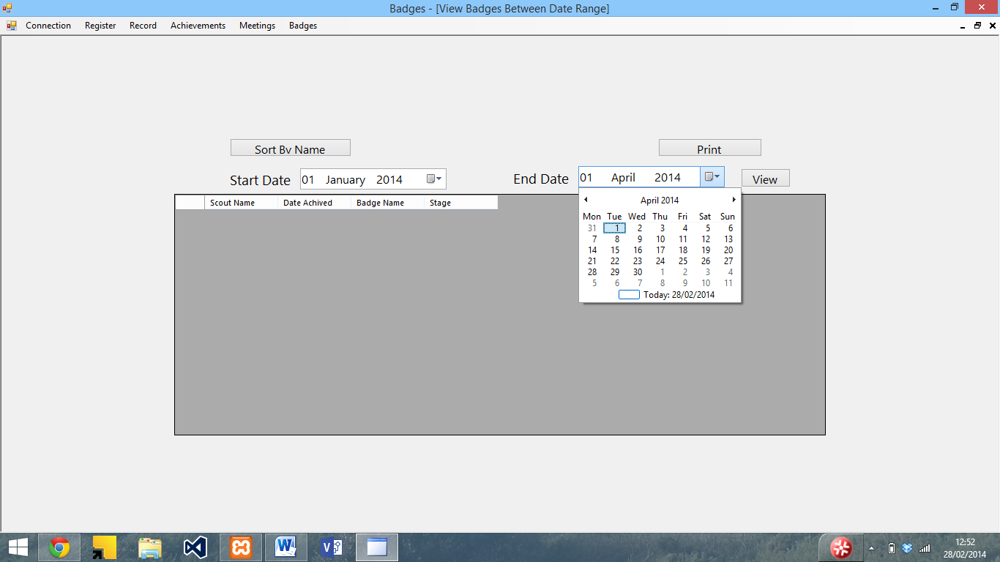 Badges - [View Badges Between Date Range]
Connection Register Record Achievements Meetings Badges
Sort By Name
Print
Start Date 01 January 2014
End Date 01 April 2014
View
Scout Name Date Achived Badge Name Stage
April 2014
Mon Tue Wed Thu Fri Sat Sun
31 1 2 3 4 5 6
7 8 9 10 11 12 13
14 15 16 17 18 19 20
21 22 23 24 25 26 27
28 29 30 1 2 3 4
5 6 7 8 9 10 11
Today: 28/02/2014
12:52
28/02/2014